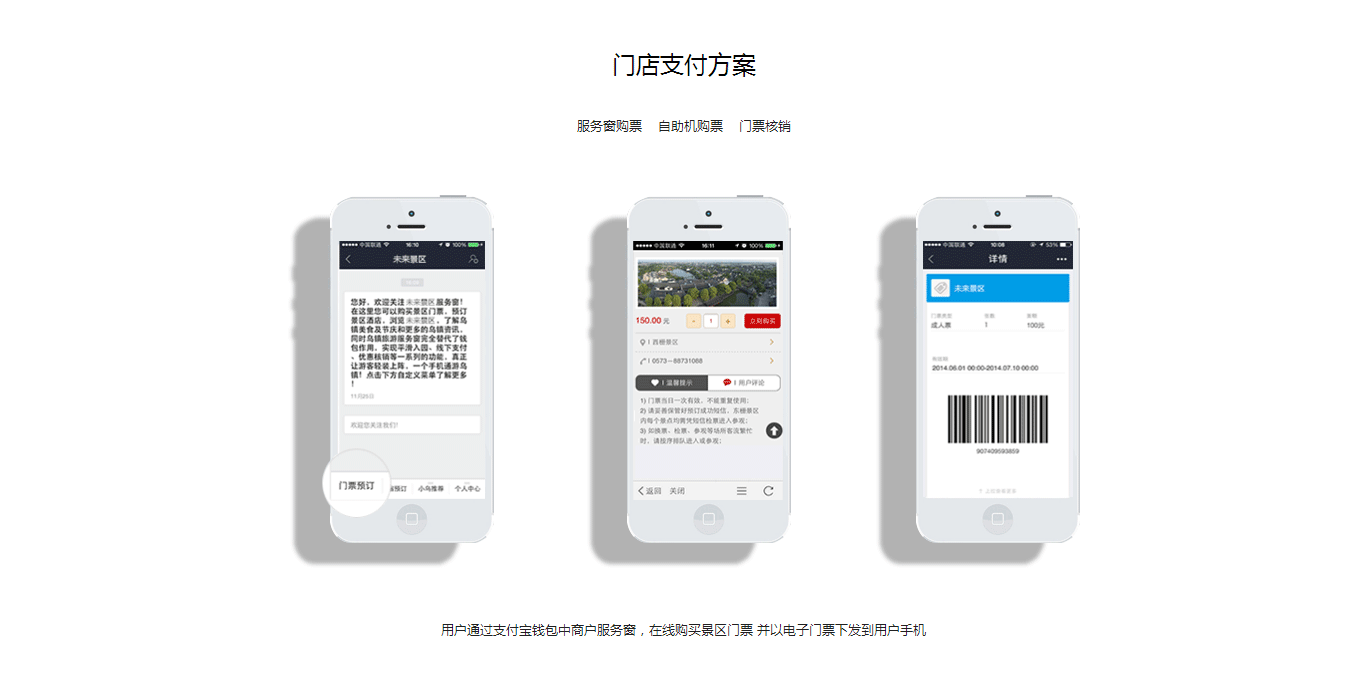 门店支付方案
服务窗购票 自助机购票 门票核销
中国联通 16:10 100%
未来景区
您好，欢迎关注未来景区服务窗！
在这里您可以购买景区门票，预订
景区酒店，浏览未来景区，了解乌
镇美食及节庆和更多的乌镇资讯，
同时乌镇旅游服务窗完全替代了钱
包作用，实现平滑入园、线下支付
、优惠核销等一系列的功能，真正
让游客轻装上阵，一个手机通游乌
镇！点击下方自定义菜单了解更多
！
11月25日
欢迎您关注我们！
门票预订 预订 小乌推荐 个人中心
中国联通 16:11 100%
150.00 元 - 1 + 立刻购买
西栅景区
0573-88731088
温馨提示 用户评论
1) 门票当日一次有效，不能重复使用；
2) 请妥善保管好预订成功短信，东栅景区
内每个景点均需凭短信检票进入参观；
3) 如换票、检票、参观等场所客流繁忙
时，请按序排队进入或参观；
返回 关闭
中国联通 10:08 53%
详情
未来景区
门票类型
成人票 1 100元
有效期
2014.06.01 00:00-2014.07.10 00:00
907409593859
用户通过支付宝钱包中商户服务窗，在线购买景区门票 并以电子门票下发到用户手机